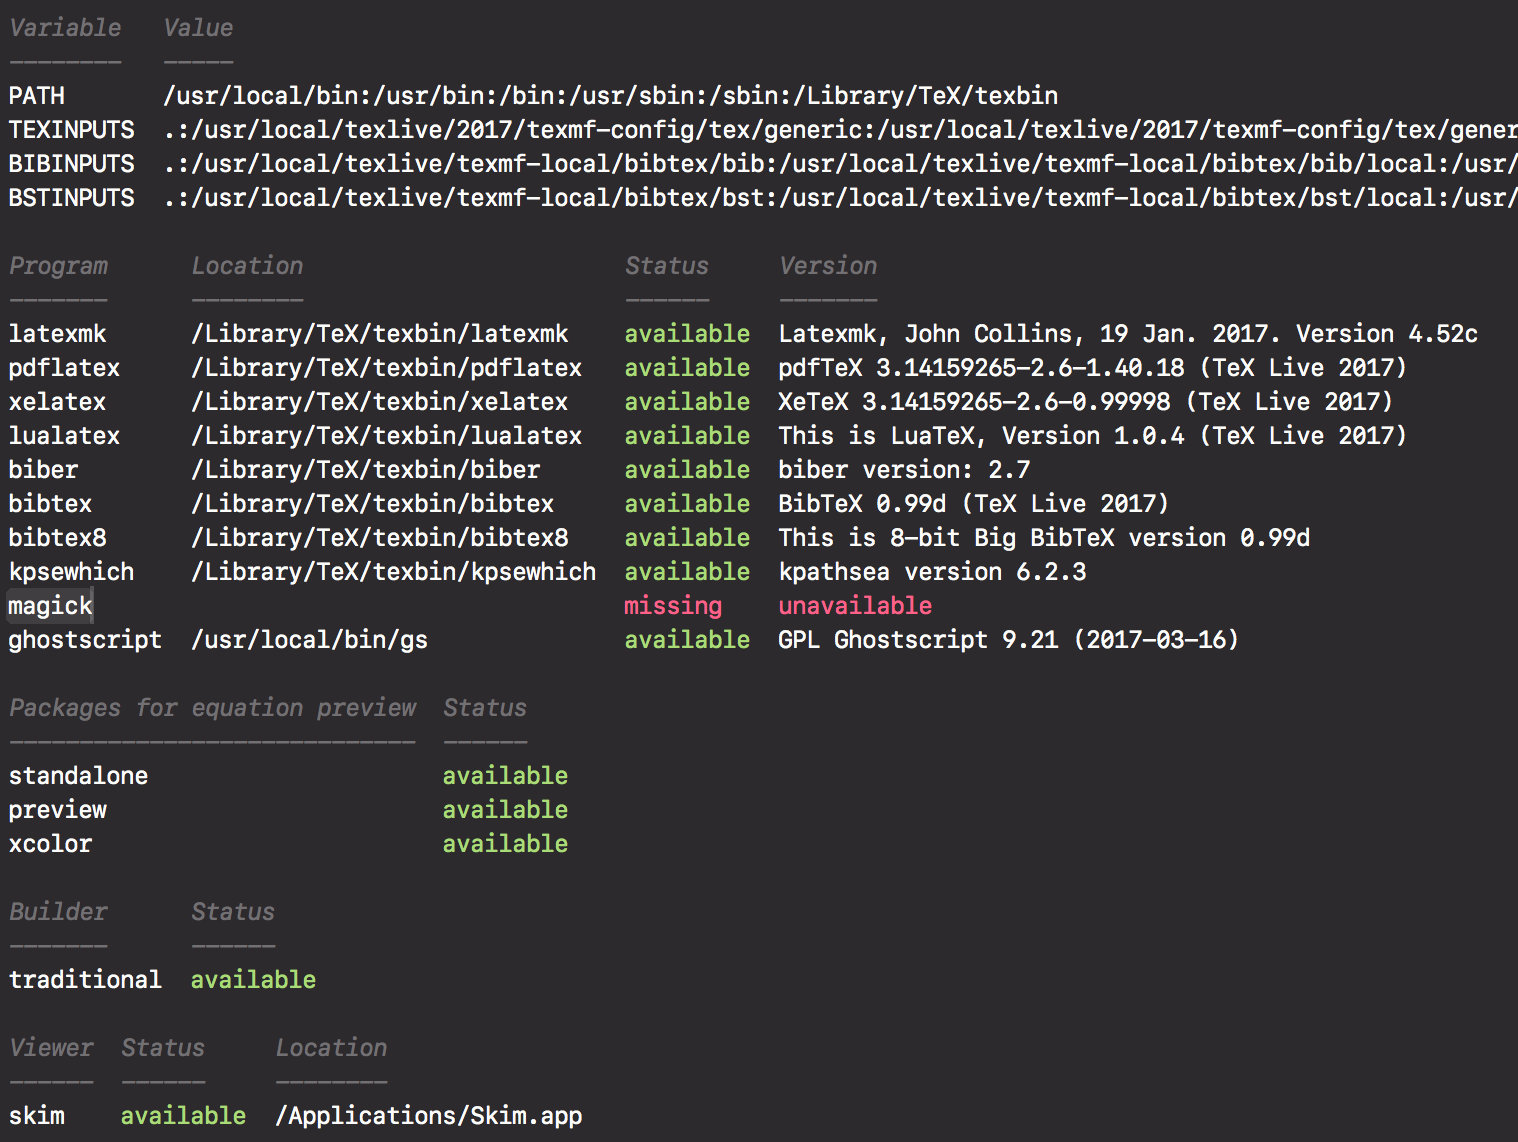 Variable Value
PATH /usr/local/bin:/usr/bin:/bin:/usr/sbin:/sbin:/Library/TeX/texbin
TEXINPUTS .:/usr/local/texlive/2017/texmf-config/tex/generic:/usr/local/texlive/2017/texmf-config/tex/gener
BIBINPUTS .:/usr/local/texlive/texmf-local/bibtex/bib:/usr/local/texlive/texmf-local/bibtex/bib/local:/usr/
BSTINPUTS .:/usr/local/texlive/texmf-local/bibtex/bst:/usr/local/texlive/texmf-local/bibtex/bst/local:/usr/
Program Location Status Version
latexmk /Library/TeX/texbin/latexmk available Latexmk, John Collins, 19 Jan. 2017. Version 4.52c
pdflatex /Library/TeX/texbin/pdflatex available pdfTeX 3.14159265-2.6-1.40.18 (TeX Live 2017)
xelatex /Library/TeX/texbin/xelatex available XeTeX 3.14159265-2.6-0.99998 (TeX Live 2017)
lualatex /Library/TeX/texbin/lualatex available This is LuaTeX, Version 1.0.4 (TeX Live 2017)
biber /Library/TeX/texbin/biber available biber version: 2.7
bibtex /Library/TeX/texbin/bibtex available BibTeX 0.99d (TeX Live 2017)
bibtex8 /Library/TeX/texbin/bibtex8 available This is 8-bit Big BibTeX version 0.99d
kpsewhich /Library/TeX/texbin/kpsewhich available kpathsea version 6.2.3
magick missing unavailable
ghostscript /usr/local/bin/gs available GPL Ghostscript 9.21 (2017-03-16)
Packages for equation preview Status
standalone available
preview available
xcolor available
Builder Status
traditional available
Viewer Status Location
skim available /Applications/Skim.app